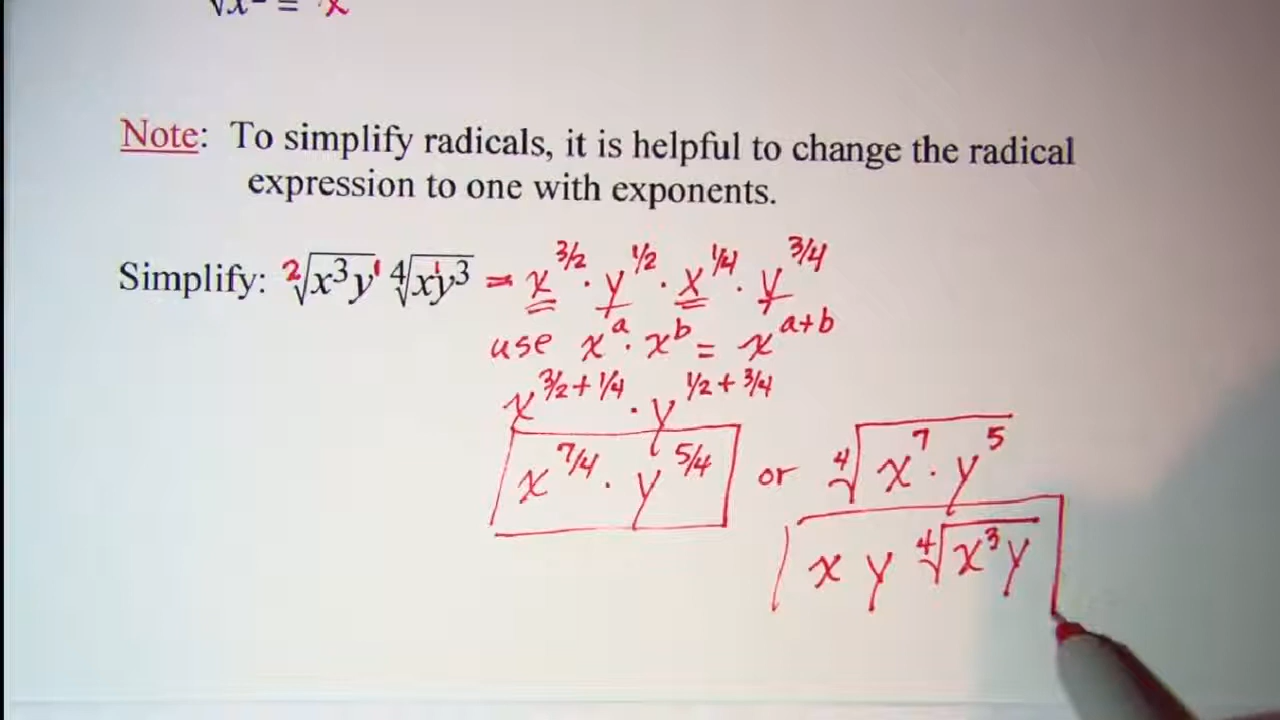 √x² = x
Note: To simplify radicals, it is helpful to change the radical
expression to one with exponents.
Simplify: ²√x³y¹ ⁴√x¹y³ = x^3/2 · y^1/2 · x^1/4 · y^3/4
use x^a · x^b = x^a+b
x^3/2+1/4 · y^1/2+3/4
x^7/4 · y^5/4 or ⁴√x⁷·y⁵
x y ⁴√x³y